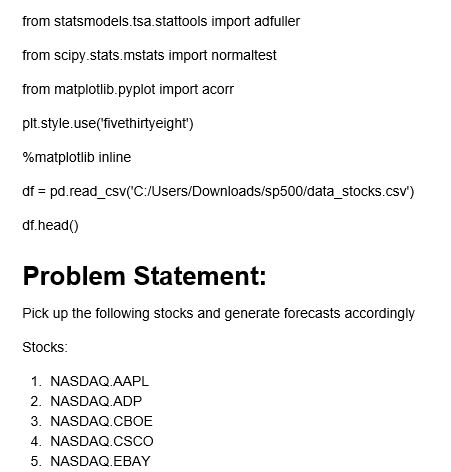 from statsmodels.tsa.stattools import adfuller
from scipy.stats.mstats import normaltest
from matplotlib.pyplot import acorr
plt.style.use('fivethirtyeight')
%matplotlib inline
df = pd.read_csv('C:/Users/Downloads/sp500/data_stocks.csv')
df.head()
Problem Statement:
Pick up the following stocks and generate forecasts accordingly
Stocks:
1. NASDAQ.AAPL
2. NASDAQ.ADP
3. NASDAQ.CBOE
4. NASDAQ.CSCO
5. NASDAQ.EBAY